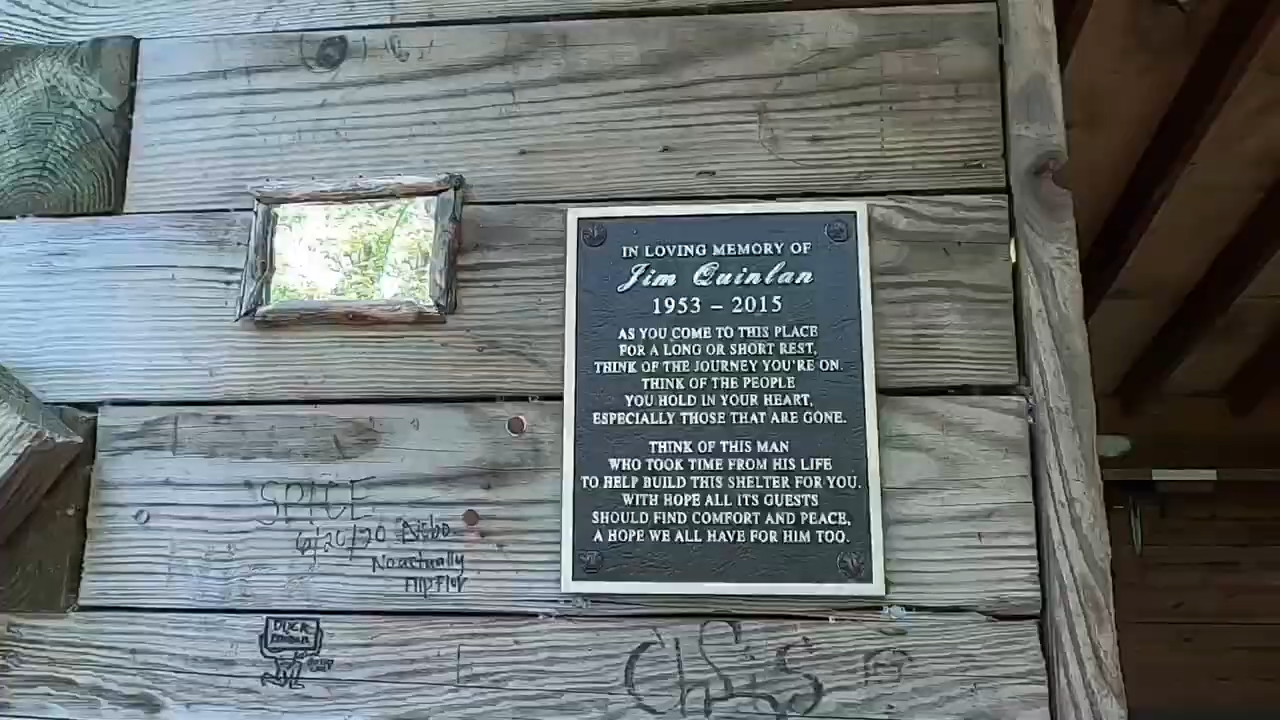 IN LOVING MEMORY OF
Jim Quinlan
1953 – 2015
AS YOU COME TO THIS PLACE
FOR A LONG OR SHORT REST,
THINK OF THE JOURNEY YOU'RE ON.
THINK OF THE PEOPLE
YOU HOLD IN YOUR HEART,
ESPECIALLY THOSE THAT ARE GONE.
THINK OF THIS MAN
WHO TOOK TIME FROM HIS LIFE
TO HELP BUILD THIS SHELTER FOR YOU.
WITH HOPE ALL ITS GUESTS
SHOULD FIND COMFORT AND PEACE,
A HOPE WE ALL HAVE FOR HIM TOO.
SPICE
6/20/20
No actually
flipflop
DUCK